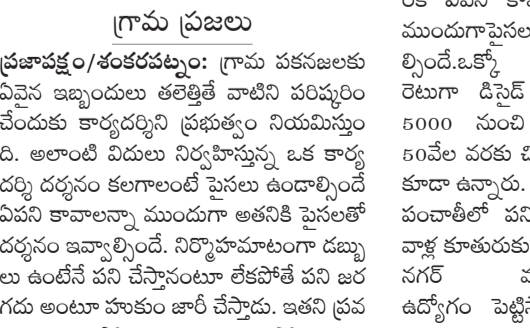 గ్రామ ప్రజలు
ప్రజాపక్షం/శంకరపట్నం: గ్రామ పకనజలకు
ఏవైన ఇబ్బందులు తలెత్తితే వాటిని పరిష్కరిం
చేందుకు కార్యదర్శిని ప్రభుత్వం నియమిస్తుం
ది. అలాంటి విదులు నిర్వహిస్తున్న ఒక కార్య
దర్శి దర్శనం కలగాలంటే పైసలు ఉండాల్సిందే
ఏపని కావాలన్నా ముందుగా అతనికి పైసలతో
దర్శనం ఇవ్వాల్సిందే. నిర్మొహమాటంగా డబ్బు
లు ఉంటేనే పని చేస్తానంటూ లేకపోతే పని జర
గదు అంటూ హుకుం జారీ చేస్తాడు. ఇతని ప్రవ
ముందుగాపైసల
ల్సిందే.ఒక్కో
రెటుగా డిసైడ్
5000 నుంచి
50వేల వరకు
కూడా ఉన్నారు.
పంచాతీలో పని
వాళ్ల కూతురుకు
నగర్
ఉద్యోగం